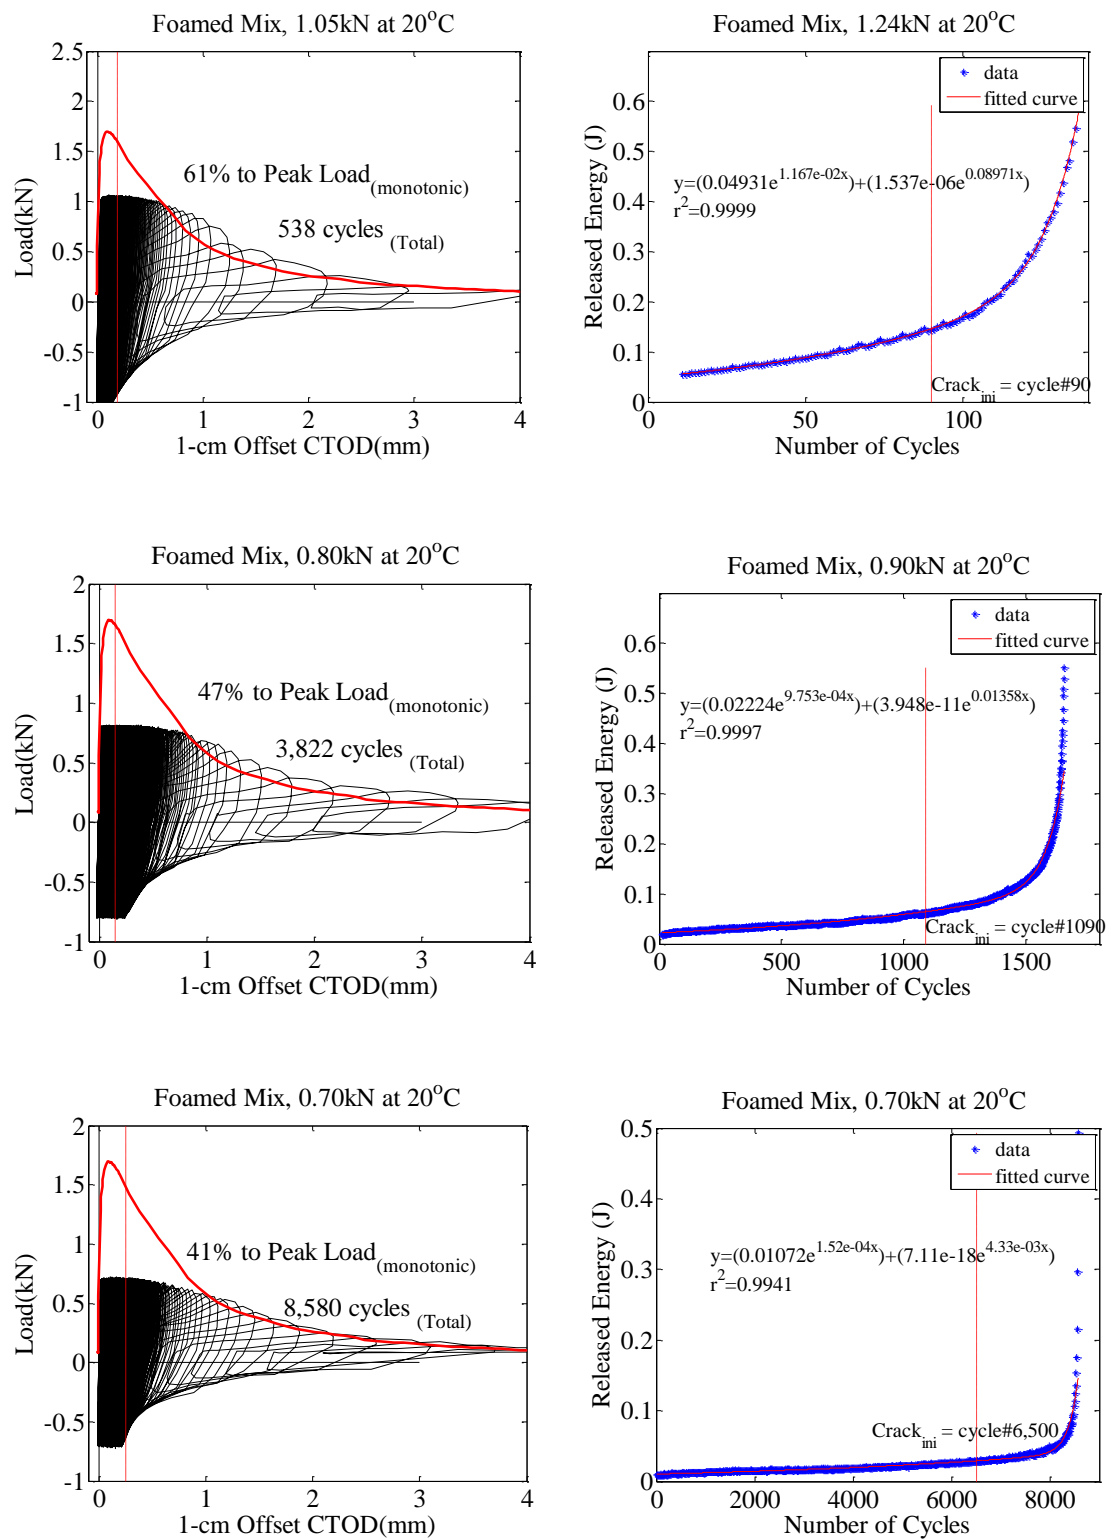 Foamed Mix, 1.05kN at 20°C
2.5
2
1.5
1
0.5
0
-0.5
-1
Load(kN)
61% to Peak Load(monotonic)
538 cycles (Total)
0 1 2 3 4
1-cm Offset CTOD(mm)
Foamed Mix, 1.24kN at 20°C
data
fitted curve
0.6
0.5
0.4
0.3
0.2
0.1
0
Released Energy (J)
y=(0.04931e^1.167e-02x)+(1.537e-06e^0.08971x)
r²=0.9999
Crack_ini = cycle#90
0 50 100
Number of Cycles
Foamed Mix, 0.80kN at 20°C
2
1.5
1
0.5
0
-0.5
-1
Load(kN)
47% to Peak Load(monotonic)
3,822 cycles (Total)
0 1 2 3 4
1-cm Offset CTOD(mm)
Foamed Mix, 0.90kN at 20°C
data
fitted curve
0.6
0.5
0.4
0.3
0.2
0.1
0
Released Energy (J)
y=(0.02224e^9.753e-04x)+(3.948e-11e^0.01358x)
r²=0.9997
Crack_ini = cycle#1090
0 500 1000 1500
Number of Cycles
Foamed Mix, 0.70kN at 20°C
2
1.5
1
0.5
0
-0.5
-1
Load(kN)
41% to Peak Load(monotonic)
8,580 cycles (Total)
0 1 2 3 4
1-cm Offset CTOD(mm)
Foamed Mix, 0.70kN at 20°C
data
fitted curve
0.5
0.4
0.3
0.2
0.1
0
Released Energy (J)
y=(0.01072e^1.52e-04x)+(7.11e-18e^4.33e-03x)
r²=0.9941
Crack_ini = cycle#6,500
0 2000 4000 6000 8000
Number of Cycles